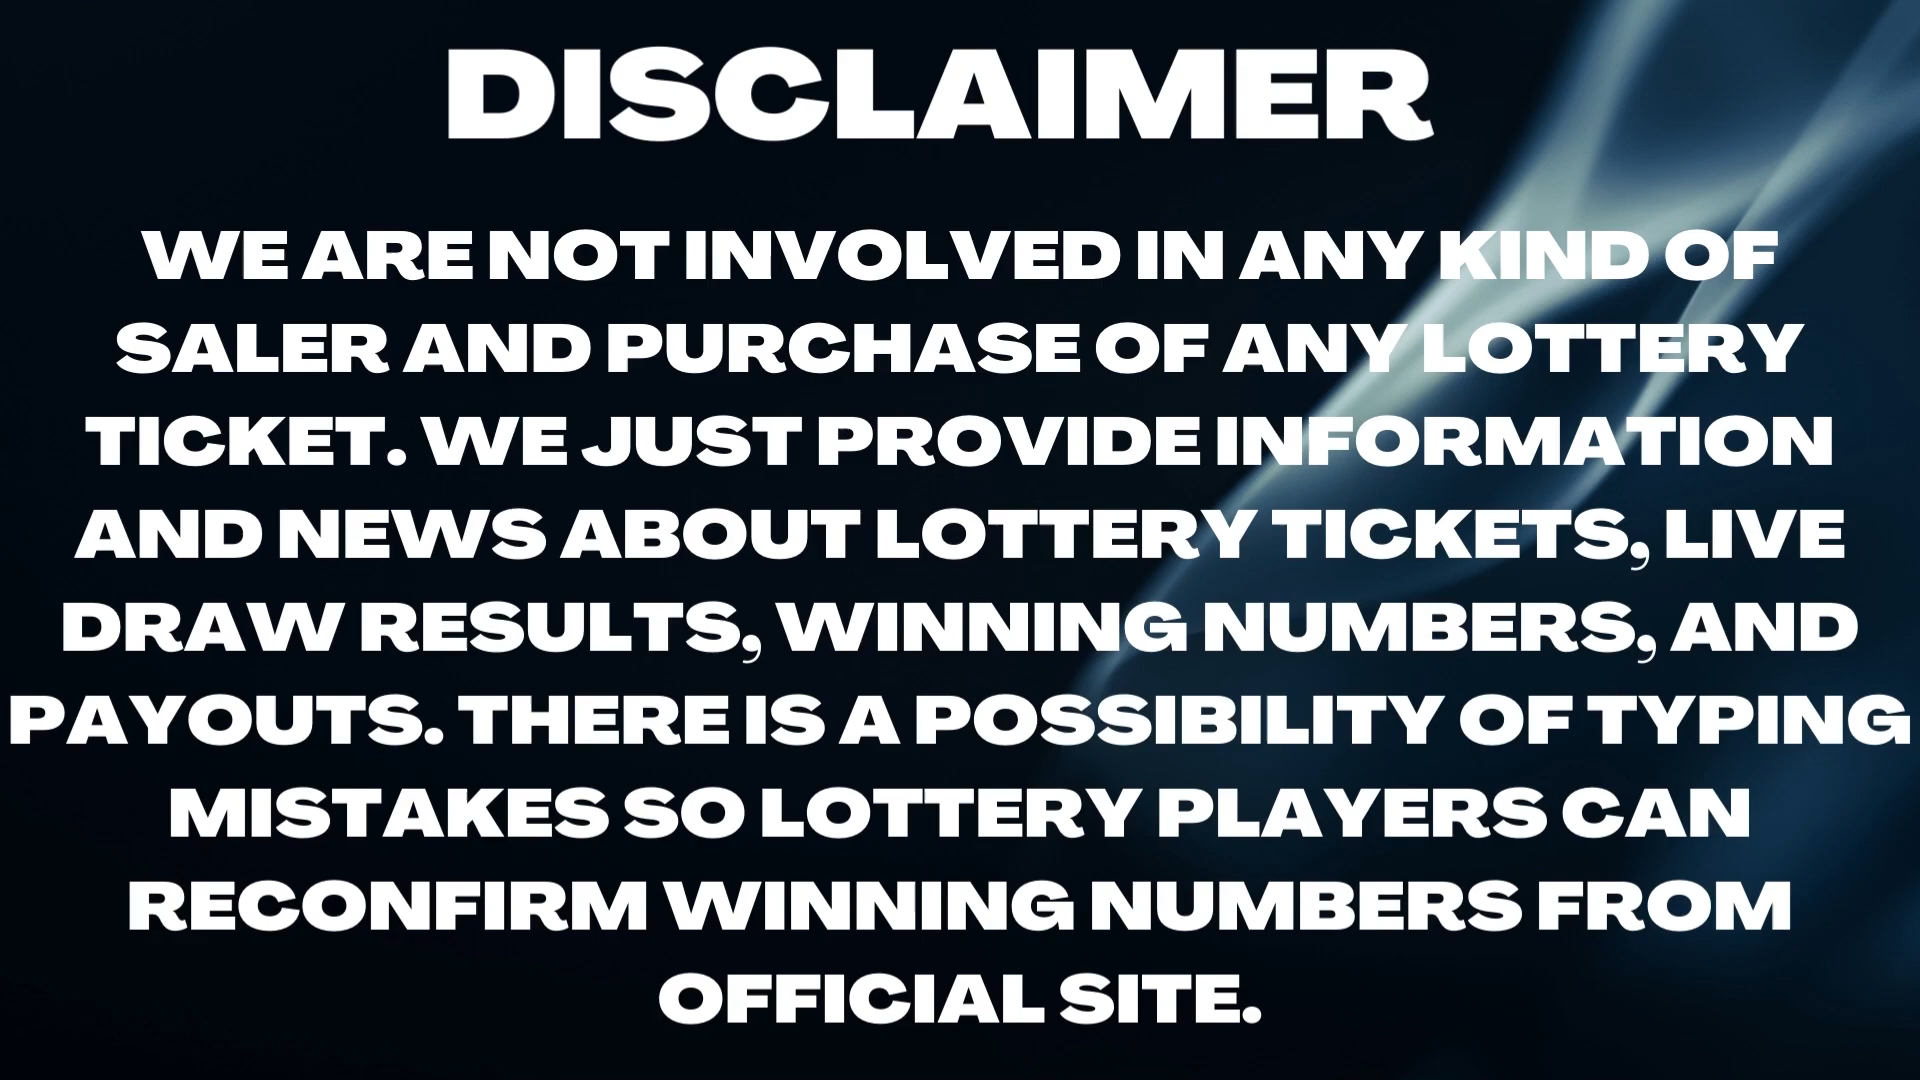 DISCLAIMER
WE ARE NOT INVOLVED IN ANY KIND OF
SALER AND PURCHASE OF ANY LOTTERY
TICKET. WE JUST PROVIDE INFORMATION
AND NEWS ABOUT LOTTERY TICKETS, LIVE
DRAW RESULTS, WINNING NUMBERS, AND
PAYOUTS. THERE IS A POSSIBILITY OF TYPING
MISTAKES SO LOTTERY PLAYERS CAN
RECONFIRM WINNING NUMBERS FROM
OFFICIAL SITE.